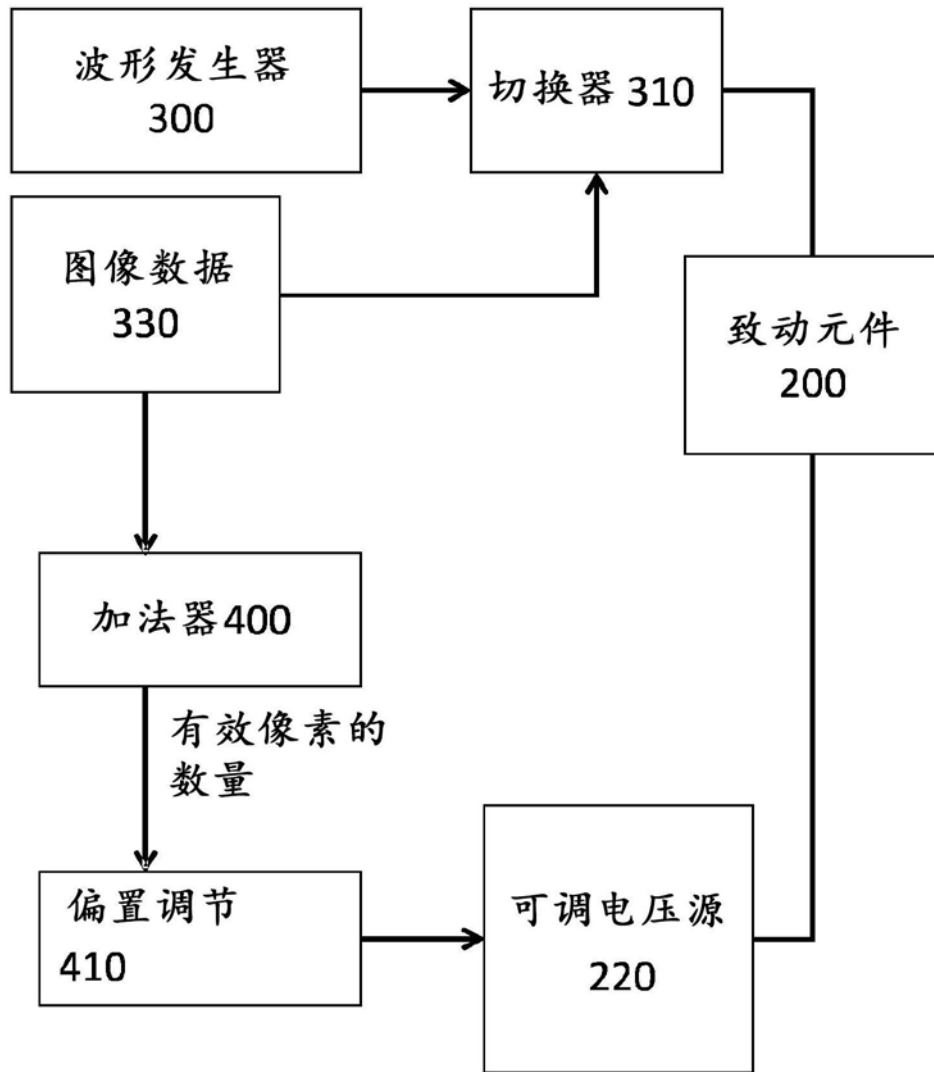 波形发生器
300
切换器 310
图像数据
330
致动元件
200
加法器400
有效像素的
数量
偏置调节
410
可调电压源
220